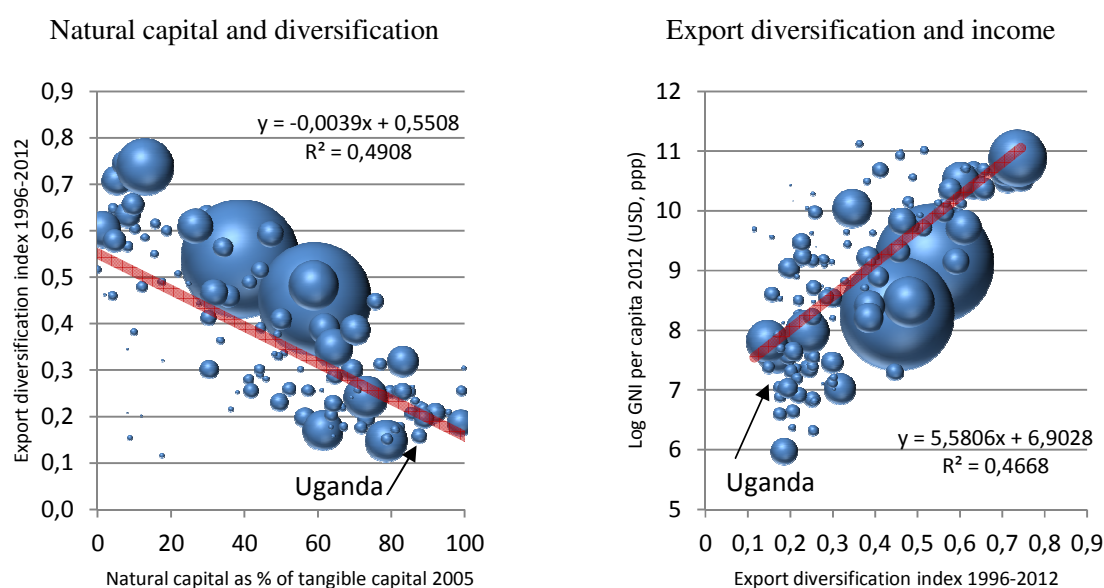 Natural capital and diversification
Export diversification index 1996-2012
0,9
0,8
0,7
0,6
0,5
0,4
0,3
0,2
0,1
0,0
y = -0,0039x + 0,5508
R² = 0,4908
Uganda
0 20 40 60 80 100
Natural capital as % of tangible capital 2005
Export diversification and income
Log GNI per capita 2012 (USD, ppp)
12
11
10
9
8
7
6
5
y = 5,5806x + 6,9028
R² = 0,4668
Uganda
0 0,1 0,2 0,3 0,4 0,5 0,6 0,7 0,8 0,9
Export diversification index 1996-2012